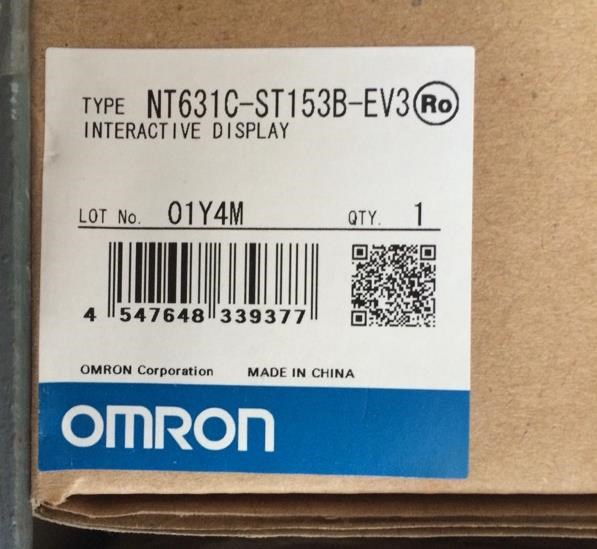 TYPE NT631C-ST153B-EV3 Ro
INTERACTIVE DISPLAY
LOT No. 01Y4M QTY. 1
4 547648 339377
OMRON Corporation MADE IN CHINA
OMRON